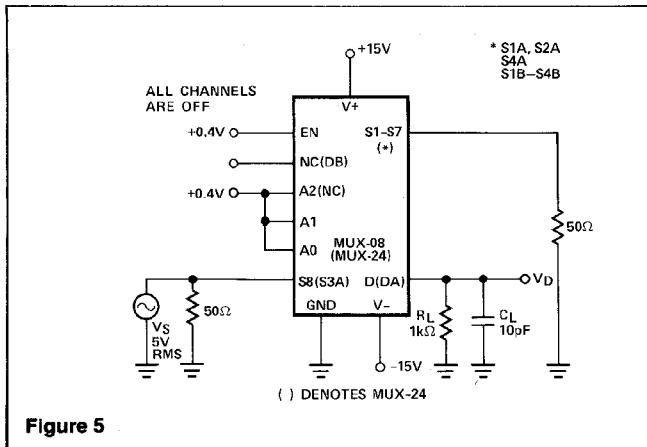 +15V
* S1A, S2A
S4A
S1B–S4B
ALL CHANNELS
ARE OFF
V+
+0.4V
EN
S1–S7
(*)
NC(DB)
+0.4V
A2(NC)
A1
A0
MUX-08
(MUX-24)
50Ω
S8(S3A)
D(DA)
VD
GND
V−
VS
5V
RMS
50Ω
RL
1kΩ
CL
10pF
−15V
( ) DENOTES MUX-24
Figure 5